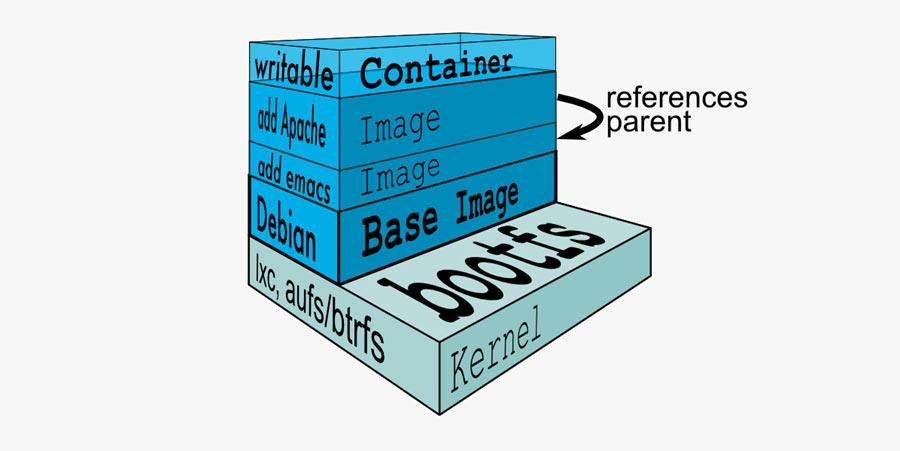 writable Container
add Apache Image
references
parent
add emacs Image
Debian Base Image
bootfs
lxc, aufs/btrfs
Kernel